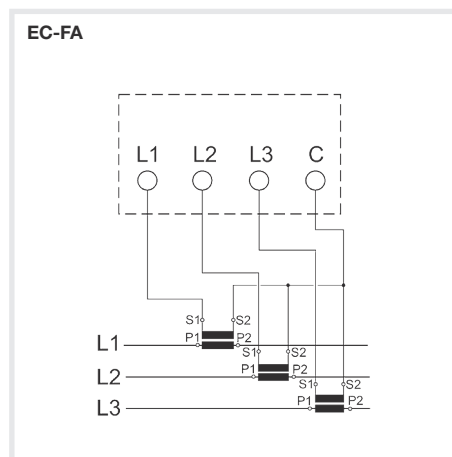 EC-FA
L1 L2 L3 C
S1 S2
L1 P1 P2
S1 S2
L2 P1 P2
S1 S2
L3 P1 P2